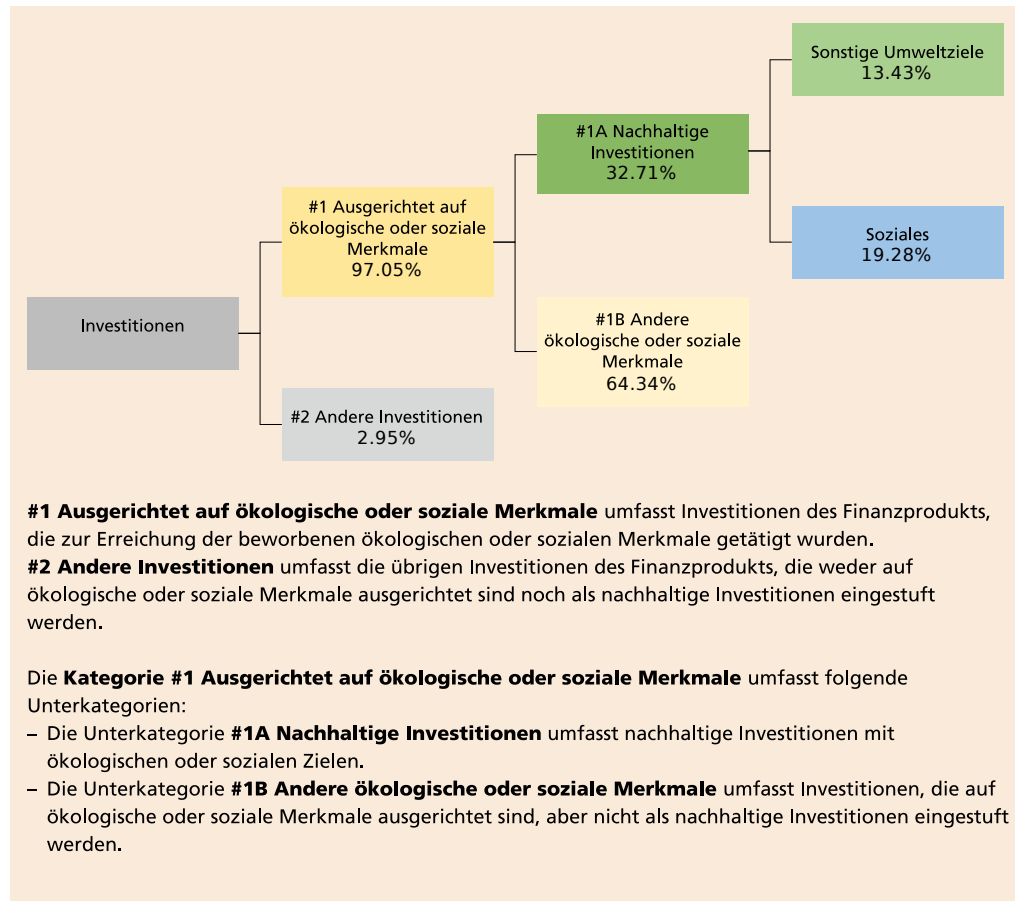 Sonstige Umweltziele
13.43%
#1A Nachhaltige
Investitionen
32.71%
#1 Ausgerichtet auf
ökologische oder soziale
Merkmale
97.05%
Soziales
19.28%
Investitionen
#1B Andere
ökologische oder soziale
Merkmale
64.34%
#2 Andere Investitionen
2.95%
#1 Ausgerichtet auf ökologische oder soziale Merkmale umfasst Investitionen des Finanzprodukts,
die zur Erreichung der beworbenen ökologischen oder sozialen Merkmale getätigt wurden.
#2 Andere Investitionen umfasst die übrigen Investitionen des Finanzprodukts, die weder auf
ökologische oder soziale Merkmale ausgerichtet sind noch als nachhaltige Investitionen eingestuft
werden.
Die Kategorie #1 Ausgerichtet auf ökologische oder soziale Merkmale umfasst folgende
Unterkategorien:
– Die Unterkategorie #1A Nachhaltige Investitionen umfasst nachhaltige Investitionen mit
ökologischen oder sozialen Zielen.
– Die Unterkategorie #1B Andere ökologische oder soziale Merkmale umfasst Investitionen, die auf
ökologische oder soziale Merkmale ausgerichtet sind, aber nicht als nachhaltige Investitionen eingestuft
werden.